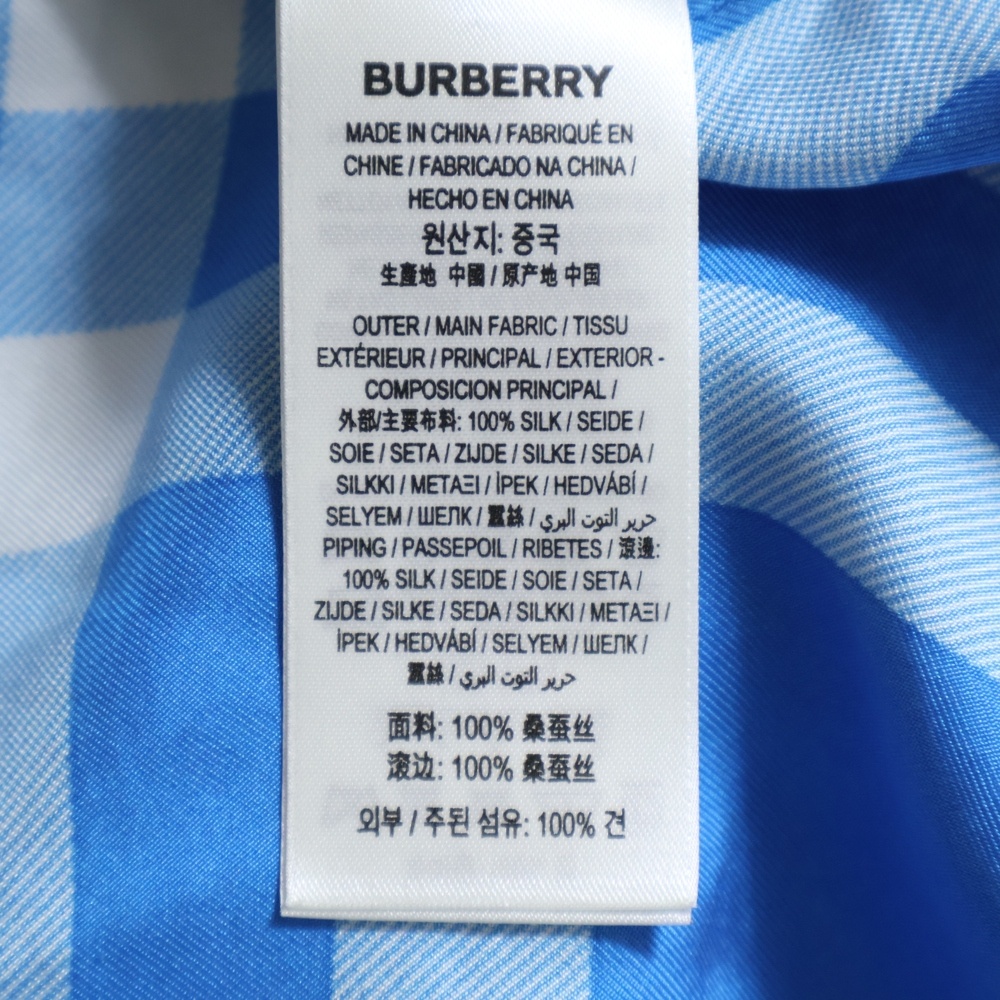 BURBERRY
MADE IN CHINA / FABRIQUÉ EN
CHINE / FABRICADO NA CHINA /
HECHO EN CHINA
원산지: 중국
生產地 中國 / 原产地 中国
OUTER / MAIN FABRIC / TISSU
EXTÉRIEUR / PRINCIPAL / EXTERIOR -
COMPOSICION PRINCIPAL /
外部/主要布料: 100% SILK / SEIDE /
SOIE / SETA / ZIJDE / SILKE / SEDA /
SILKKI / ΜΕΤΑΞΙ / İPEK / HEDVÁBÍ /
SELYEM / ШЕЛК / 蠶絲 / حرير التوت البري
PIPING / PASSEPOIL / RIBETES / 滾邊:
100% SILK / SEIDE / SOIE / SETA /
ZIJDE / SILKE / SEDA / SILKKI / ΜΕΤΑΞΙ /
İPEK / HEDVÁBÍ / SELYEM / ШЕЛК /
蠶絲 / حرير التوت البري
面料: 100% 桑蚕丝
滚边: 100% 桑蚕丝
외부 / 주된 섬유: 100% 견